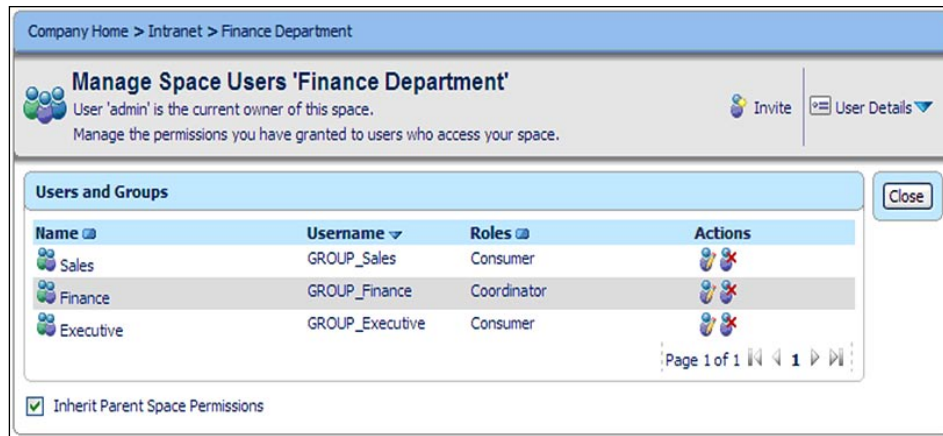 Company Home > Intranet > Finance Department
Manage Space Users 'Finance Department'
User 'admin' is the current owner of this space.
Manage the permissions you have granted to users who access your space.
Invite
User Details
Users and Groups
Close
Name Username Roles Actions
Sales GROUP_Sales Consumer
Finance GROUP_Finance Coordinator
Executive GROUP_Executive Consumer
Page 1 of 1 1
Inherit Parent Space Permissions